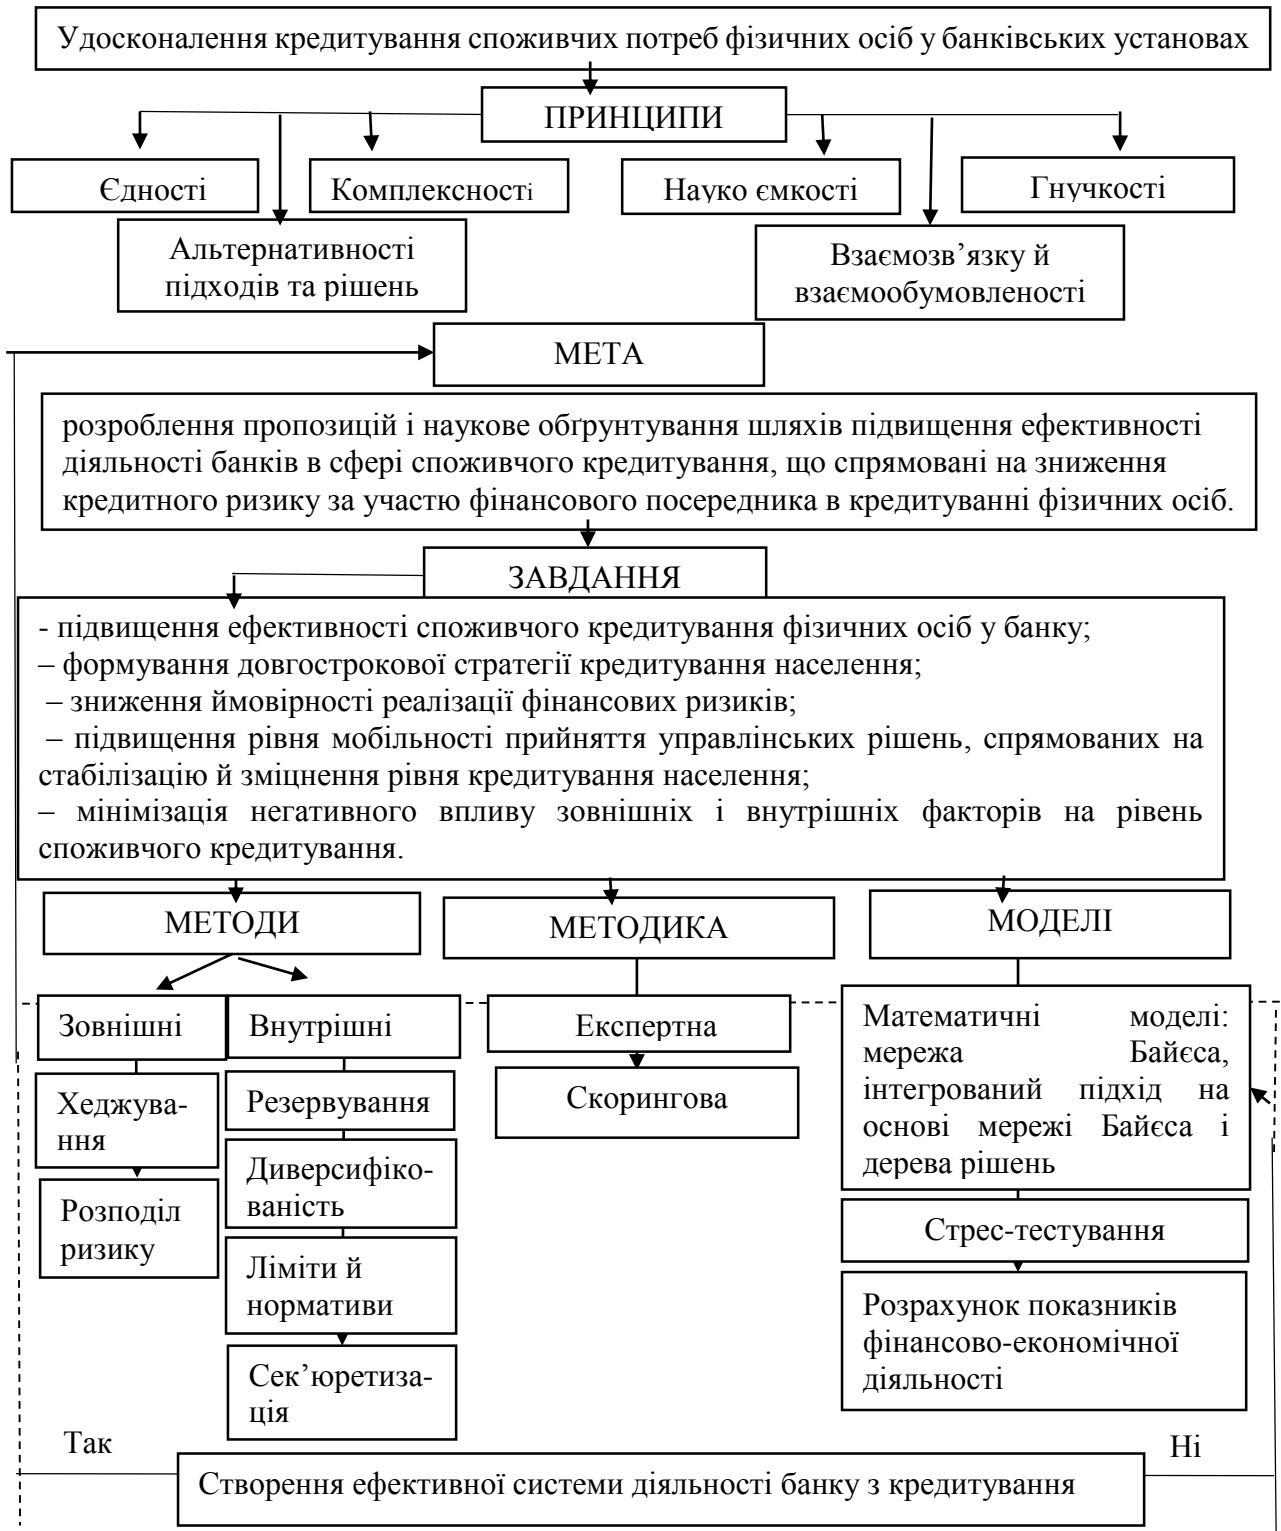 Удосконалення кредитування споживчих потреб фізичних осіб у банківських установах
ПРИНЦИПИ
Єдності
Комплексності
Науко ємкості
Гнучкості
Альтернативності
підходів та рішень
Взаємозв’язку й
взаємообумовленості
МЕТА
розроблення пропозицій і наукове обґрунтування шляхів підвищення ефективності
діяльності банків в сфері споживчого кредитування, що спрямовані на зниження
кредитного ризику за участю фінансового посередника в кредитуванні фізичних осіб.
ЗАВДАННЯ
- підвищення ефективності споживчого кредитування фізичних осіб у банку;
– формування довгострокової стратегії кредитування населення;
– зниження ймовірності реалізації фінансових ризиків;
– підвищення рівня мобільності прийняття управлінських рішень, спрямованих на
стабілізацію й зміцнення рівня кредитування населення;
– мінімізація негативного впливу зовнішніх і внутрішніх факторів на рівень
споживчого кредитування.
МЕТОДИ
МЕТОДИКА
МОДЕЛІ
Зовнішні
Внутрішні
Експертна
Математичні моделі:
мережа Байєса,
інтегрований підхід на
основі мережі Байєса і
дерева рішень
Хеджува-
ння
Резервування
Скорингова
Диверсифіко-
ваність
Розподіл
ризику
Стрес-тестування
Ліміти й
нормативи
Розрахунок показників
фінансово-економічної
діяльності
Сек’юретиза-
ція
Так
Ні
Створення ефективної системи діяльності банку з кредитування